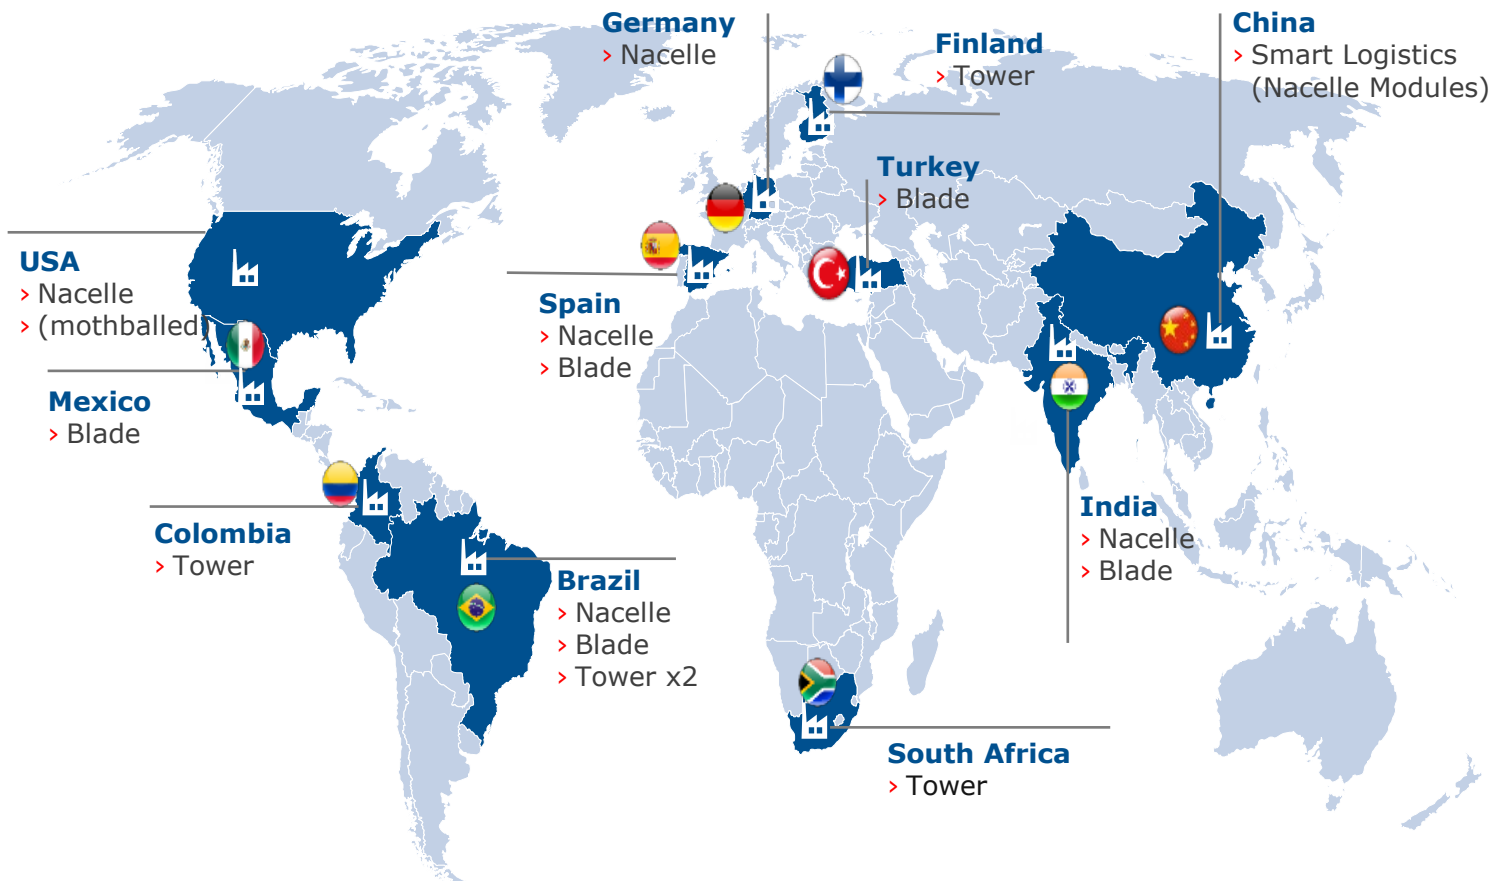 Germany
› Nacelle
Finland
› Tower
China
› Smart Logistics
(Nacelle Modules)
Turkey
› Blade
USA
› Nacelle
› (mothballed)
Spain
› Nacelle
› Blade
Mexico
› Blade
Colombia
› Tower
India
› Nacelle
› Blade
Brazil
› Nacelle
› Blade
› Tower x2
South Africa
› Tower